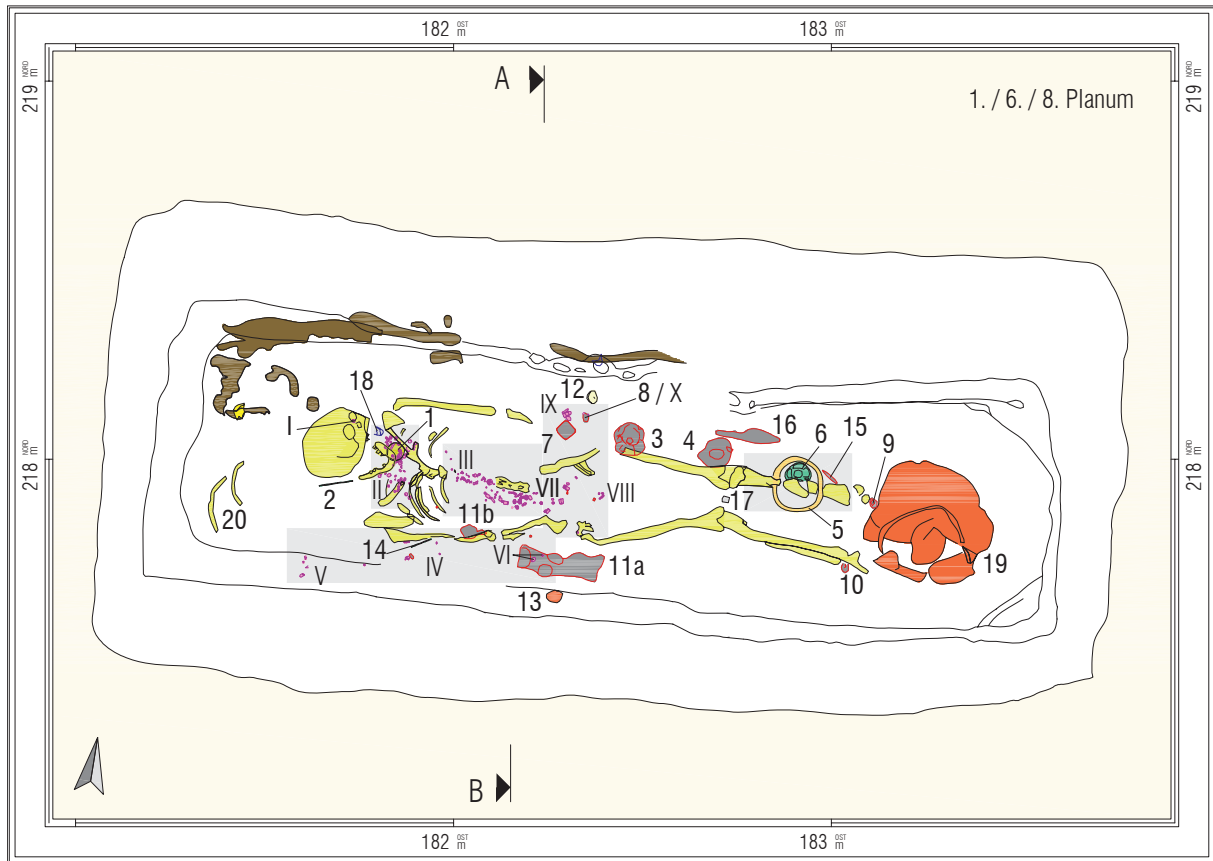 182 OST m
183 OST m
219 NORD m
219 NORD m
A
1. / 6. / 8. Planum
18
1
12
8 / X
IX
I
7
3
4
16
6
15
9
218 NORD m
218 NORD m
III
II
VII
VIII
17
20
2
5
11b
14
IV
VI
11a
19
V
10
13
B
182 OST m
183 OST m